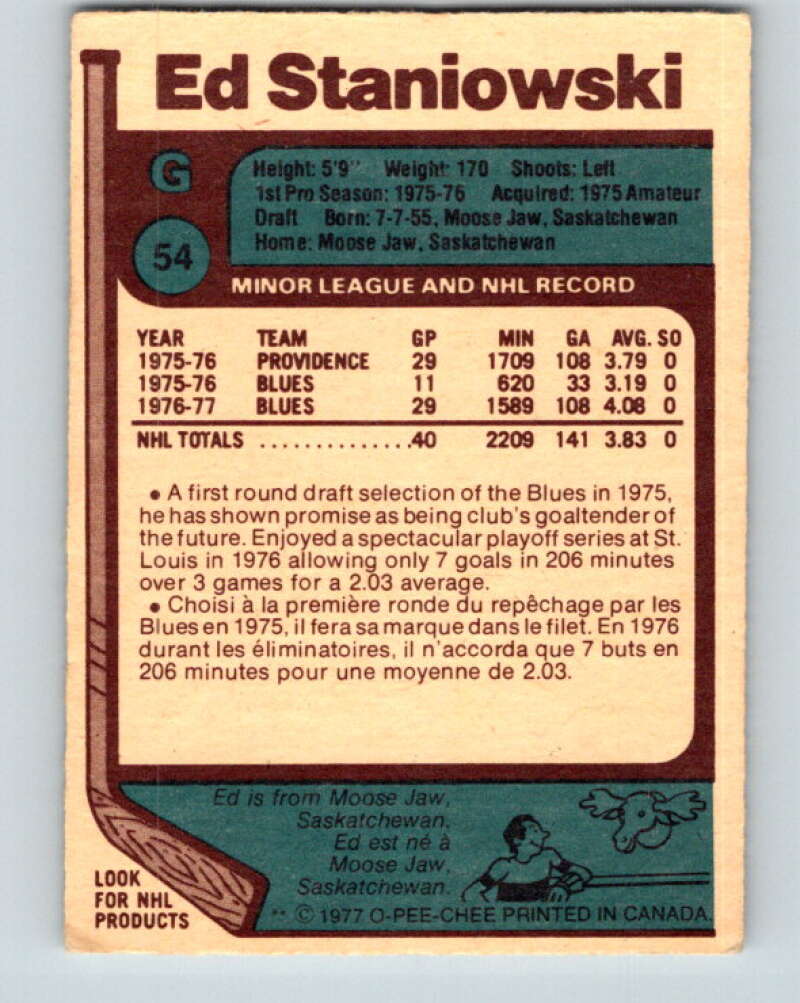 Ed Staniowski
G
54
Height: 5'9" Weight: 170 Shoots: Left
1st Pro Season: 1975-76 Acquired: 1975 Amateur
Draft Born: 7-7-55, Moose Jaw, Saskatchewan
Home: Moose Jaw, Saskatchewan
MINOR LEAGUE AND NHL RECORD
YEAR TEAM GP MIN GA AVG. SO
1975-76 PROVIDENCE 29 1709 108 3.79 0
1975-76 BLUES 11 620 33 3.19 0
1976-77 BLUES 29 1589 108 4.08 0
NHL TOTALS ..............40 2209 141 3.83 0
• A first round draft selection of the Blues in 1975,
he has shown promise as being club's goaltender of
the future. Enjoyed a spectacular playoff series at St.
Louis in 1976 allowing only 7 goals in 206 minutes
over 3 games for a 2.03 average.
• Choisi à la première ronde du repêchage par les
Blues en 1975, il fera sa marque dans le filet. En 1976
durant les éliminatoires, il n'accorda que 7 buts en
206 minutes pour une moyenne de 2.03.
Ed is from Moose Jaw,
Saskatchewan.
Ed est né à
Moose Jaw,
Saskatchewan.
LOOK
FOR NHL
PRODUCTS
** © 1977 O-PEE-CHEE PRINTED IN CANADA.